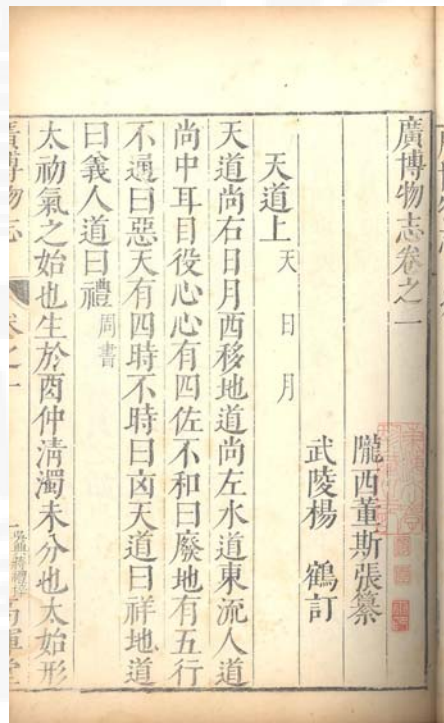 廣博物志卷之一
隴西董斯張纂
武陵楊　鶴訂
天道上天　日　月
天道尚右日月西移地道尚左水道東流人道
尚中耳目役心心有四佐不和曰廢地有五行
不通曰惡天有四時不時曰凶天道曰祥地道
曰義人道曰禮周書
太初氣之始也生於酉仲清濁未分也太始形
廣博物志
卷之一
一
高暉堂